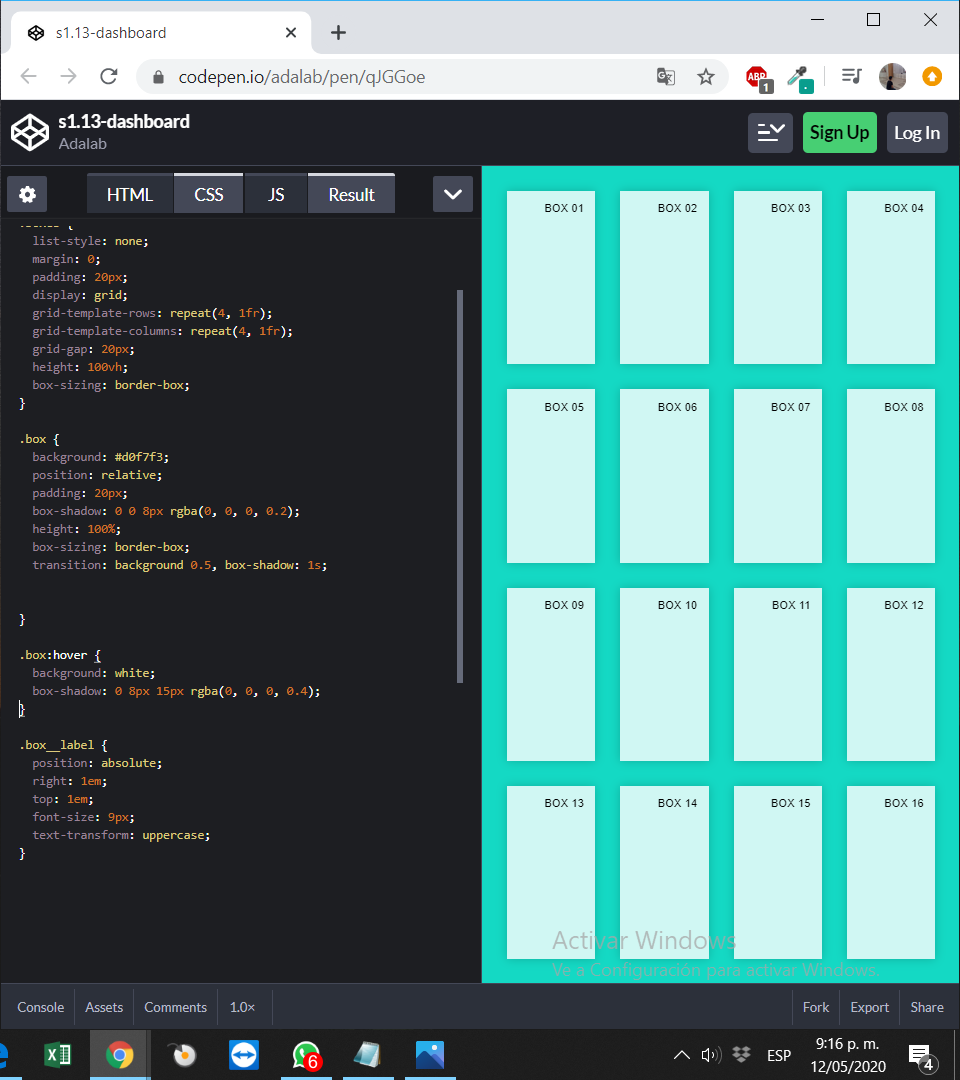 s1.13-dashboard
codepen.io/adalab/pen/qJGGoe
ABP
1
s1.13-dashboard
Adalab
Sign Up
Log In
HTML
CSS
JS
Result
list-style: none;
margin: 0;
padding: 20px;
display: grid;
grid-template-rows: repeat(4, 1fr);
grid-template-columns: repeat(4, 1fr);
grid-gap: 20px;
height: 100vh;
box-sizing: border-box;
}
.box {
background: #d0f7f3;
position: relative;
padding: 20px;
box-shadow: 0 0 8px rgba(0, 0, 0, 0.2);
height: 100%;
box-sizing: border-box;
transition: background 0.5, box-shadow: 1s;
}
.box:hover {
background: white;
box-shadow: 0 8px 15px rgba(0, 0, 0, 0.4);
}
.box__label {
position: absolute;
right: 1em;
top: 1em;
font-size: 9px;
text-transform: uppercase;
}
BOX 01
BOX 02
BOX 03
BOX 04
BOX 05
BOX 06
BOX 07
BOX 08
BOX 09
BOX 10
BOX 11
BOX 12
BOX 13
BOX 14
BOX 15
BOX 16
Activar Windows
Ve a Configuración para activar Windows.
Console
Assets
Comments
1.0×
Fork
Export
Share
6
ESP
9:16 p. m.
12/05/2020
4